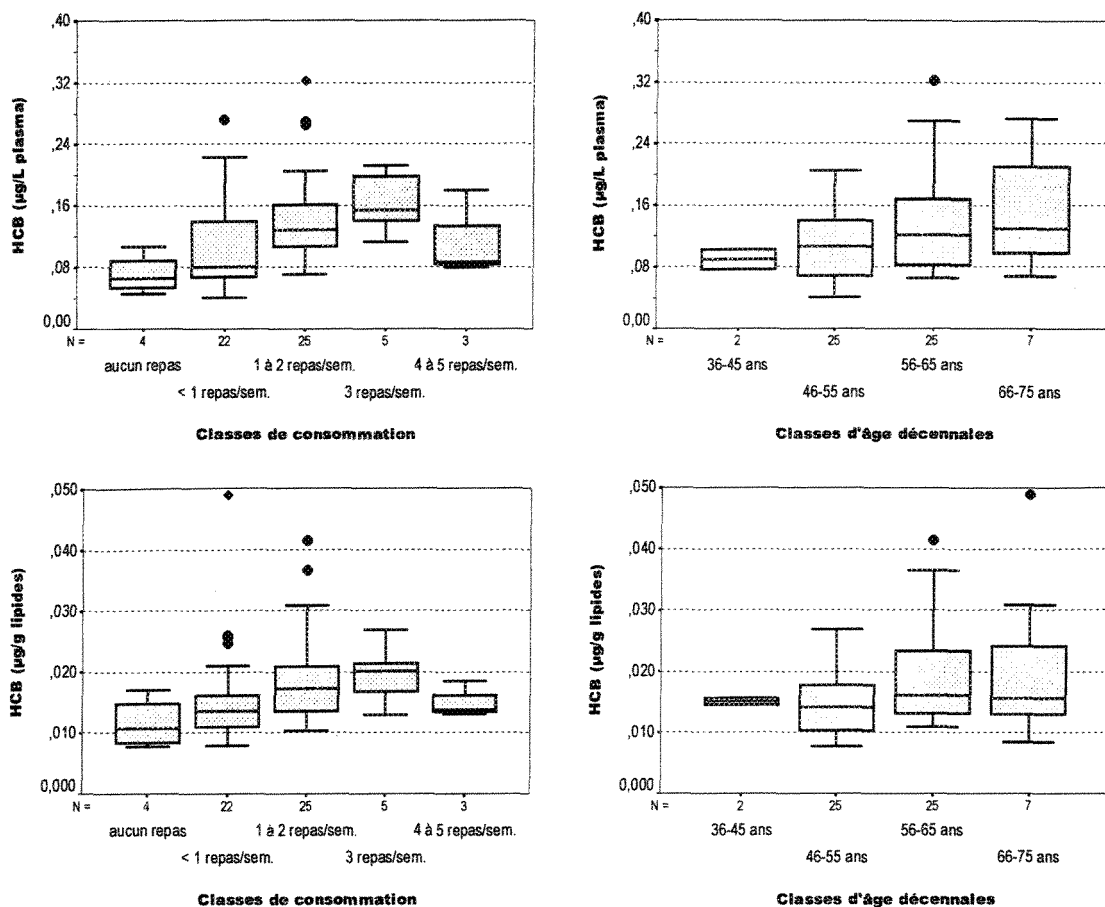 ,40
,32
,24
,16
,08
0,00
HCB (µg/L plasma)
N = 4 22 25 5 3
aucun repas 1 à 2 repas/sem. 4 à 5 repas/sem.
< 1 repas/sem. 3 repas/sem.
Classes de consommation
,40
,32
,24
,16
,08
0,00
HCB (µg/L plasma)
N = 2 25 25 7
36-45 ans 56-65 ans
46-55 ans 66-75 ans
Classes d'âge décennales
,050
,040
,030
,020
,010
0,000
HCB (µg/g lipides)
N = 4 22 25 5 3
aucun repas 1 à 2 repas/sem. 4 à 5 repas/sem.
< 1 repas/sem. 3 repas/sem.
Classes de consommation
,050
,040
,030
,020
,010
0,000
HCB (µg/g lipides)
N = 2 25 25 7
36-45 ans 56-65 ans
46-55 ans 66-75 ans
Classes d'âge décennales